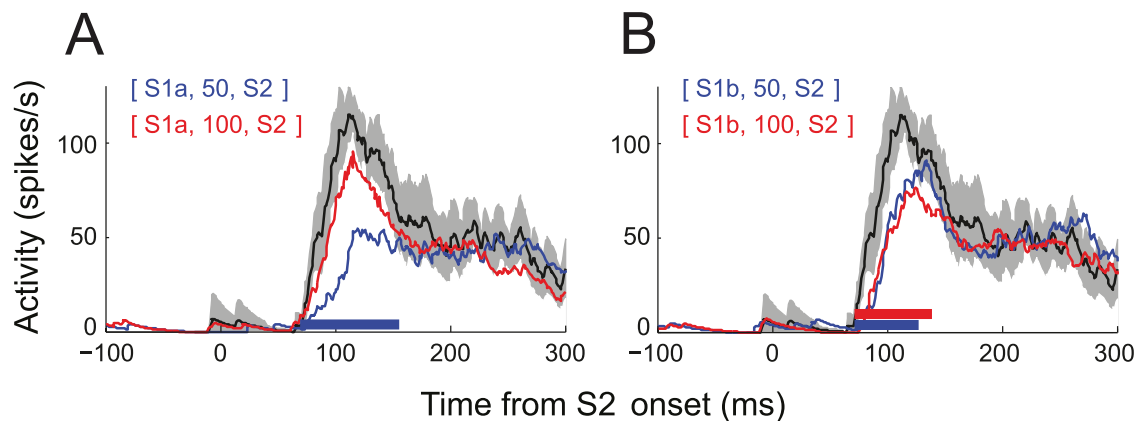 A
B
[ S1a, 50, S2 ]
[ S1a, 100, S2 ]
[ S1b, 50, S2 ]
[ S1b, 100, S2 ]
Activity (spikes/s)
100
50
0
100
50
0
−100 0 100 200 300
−100 0 100 200 300
Time from S2 onset (ms)